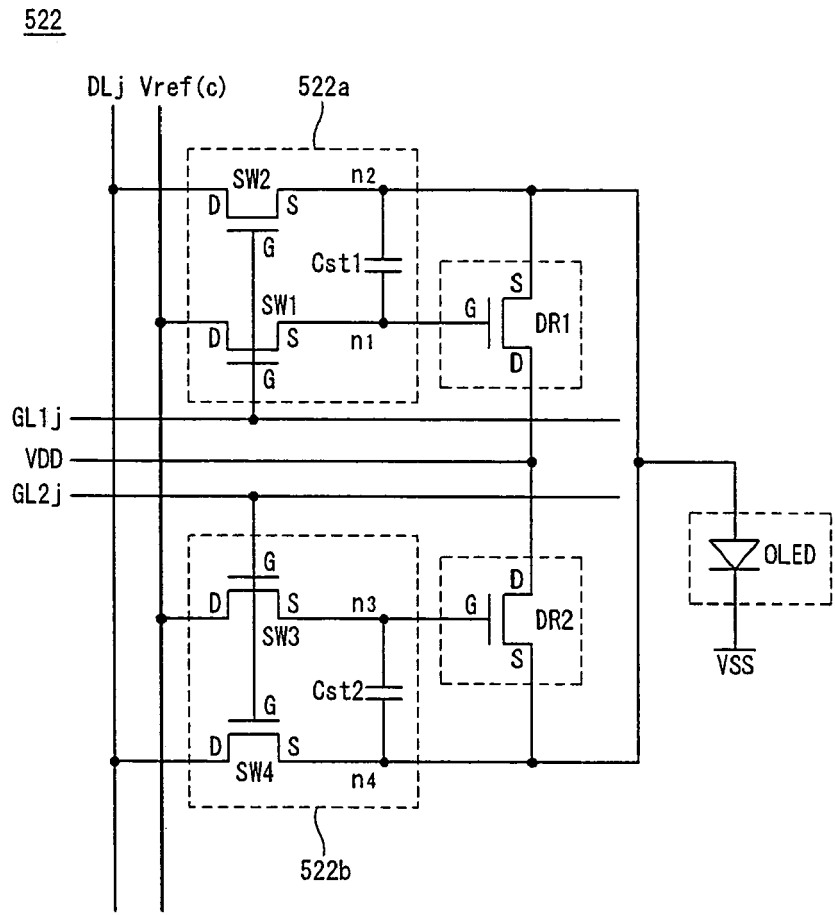 522
DLj Vref(c)
522a
SW2
n2
D
S
G
Cst1
S
SW1
G
DR1
D
S
n1
D
G
GL1j
VDD
GL2j
G
OLED
D
D
S
n3
G
DR2
SW3
S
VSS
G
Cst2
D
S
SW4
n4
522b